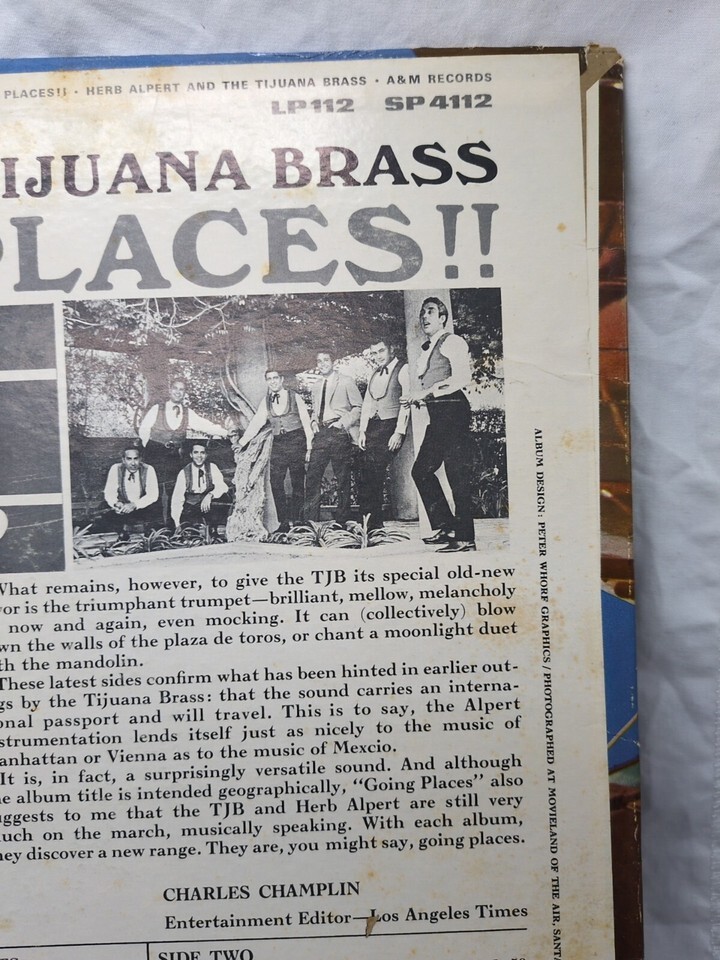 PLACES!! · HERB ALPERT AND THE TIJUANA BRASS · A&M RECORDS
LP 112 SP 4112
IJUANA BRASS
LACES!!
What remains, however, to give the TJB its special old-new
vor is the triumphant trumpet—brilliant, mellow, melancholy
now and again, even mocking. It can (collectively) blow
wn the walls of the plaza de toros, or chant a moonlight duet
th the mandolin.
These latest sides confirm what has been hinted in earlier out-
gs by the Tijuana Brass: that the sound carries an interna-
onal passport and will travel. This is to say, the Alpert
strumentation lends itself just as nicely to the music of
anhattan or Vienna as to the music of Mexcio.
It is, in fact, a surprisingly versatile sound. And although
e album title is intended geographically, “Going Places” also
ggests to me that the TJB and Herb Alpert are still very
uch on the march, musically speaking. With each album,
hey discover a new range. They are, you might say, going places.
CHARLES CHAMPLIN
Entertainment Editor—Los Angeles Times
SIDE TWO
ALBUM DESIGN: PETER WHORF GRAPHICS / PHOTOGRAPHED AT MOVIELAND OF THE AIR, SANTA